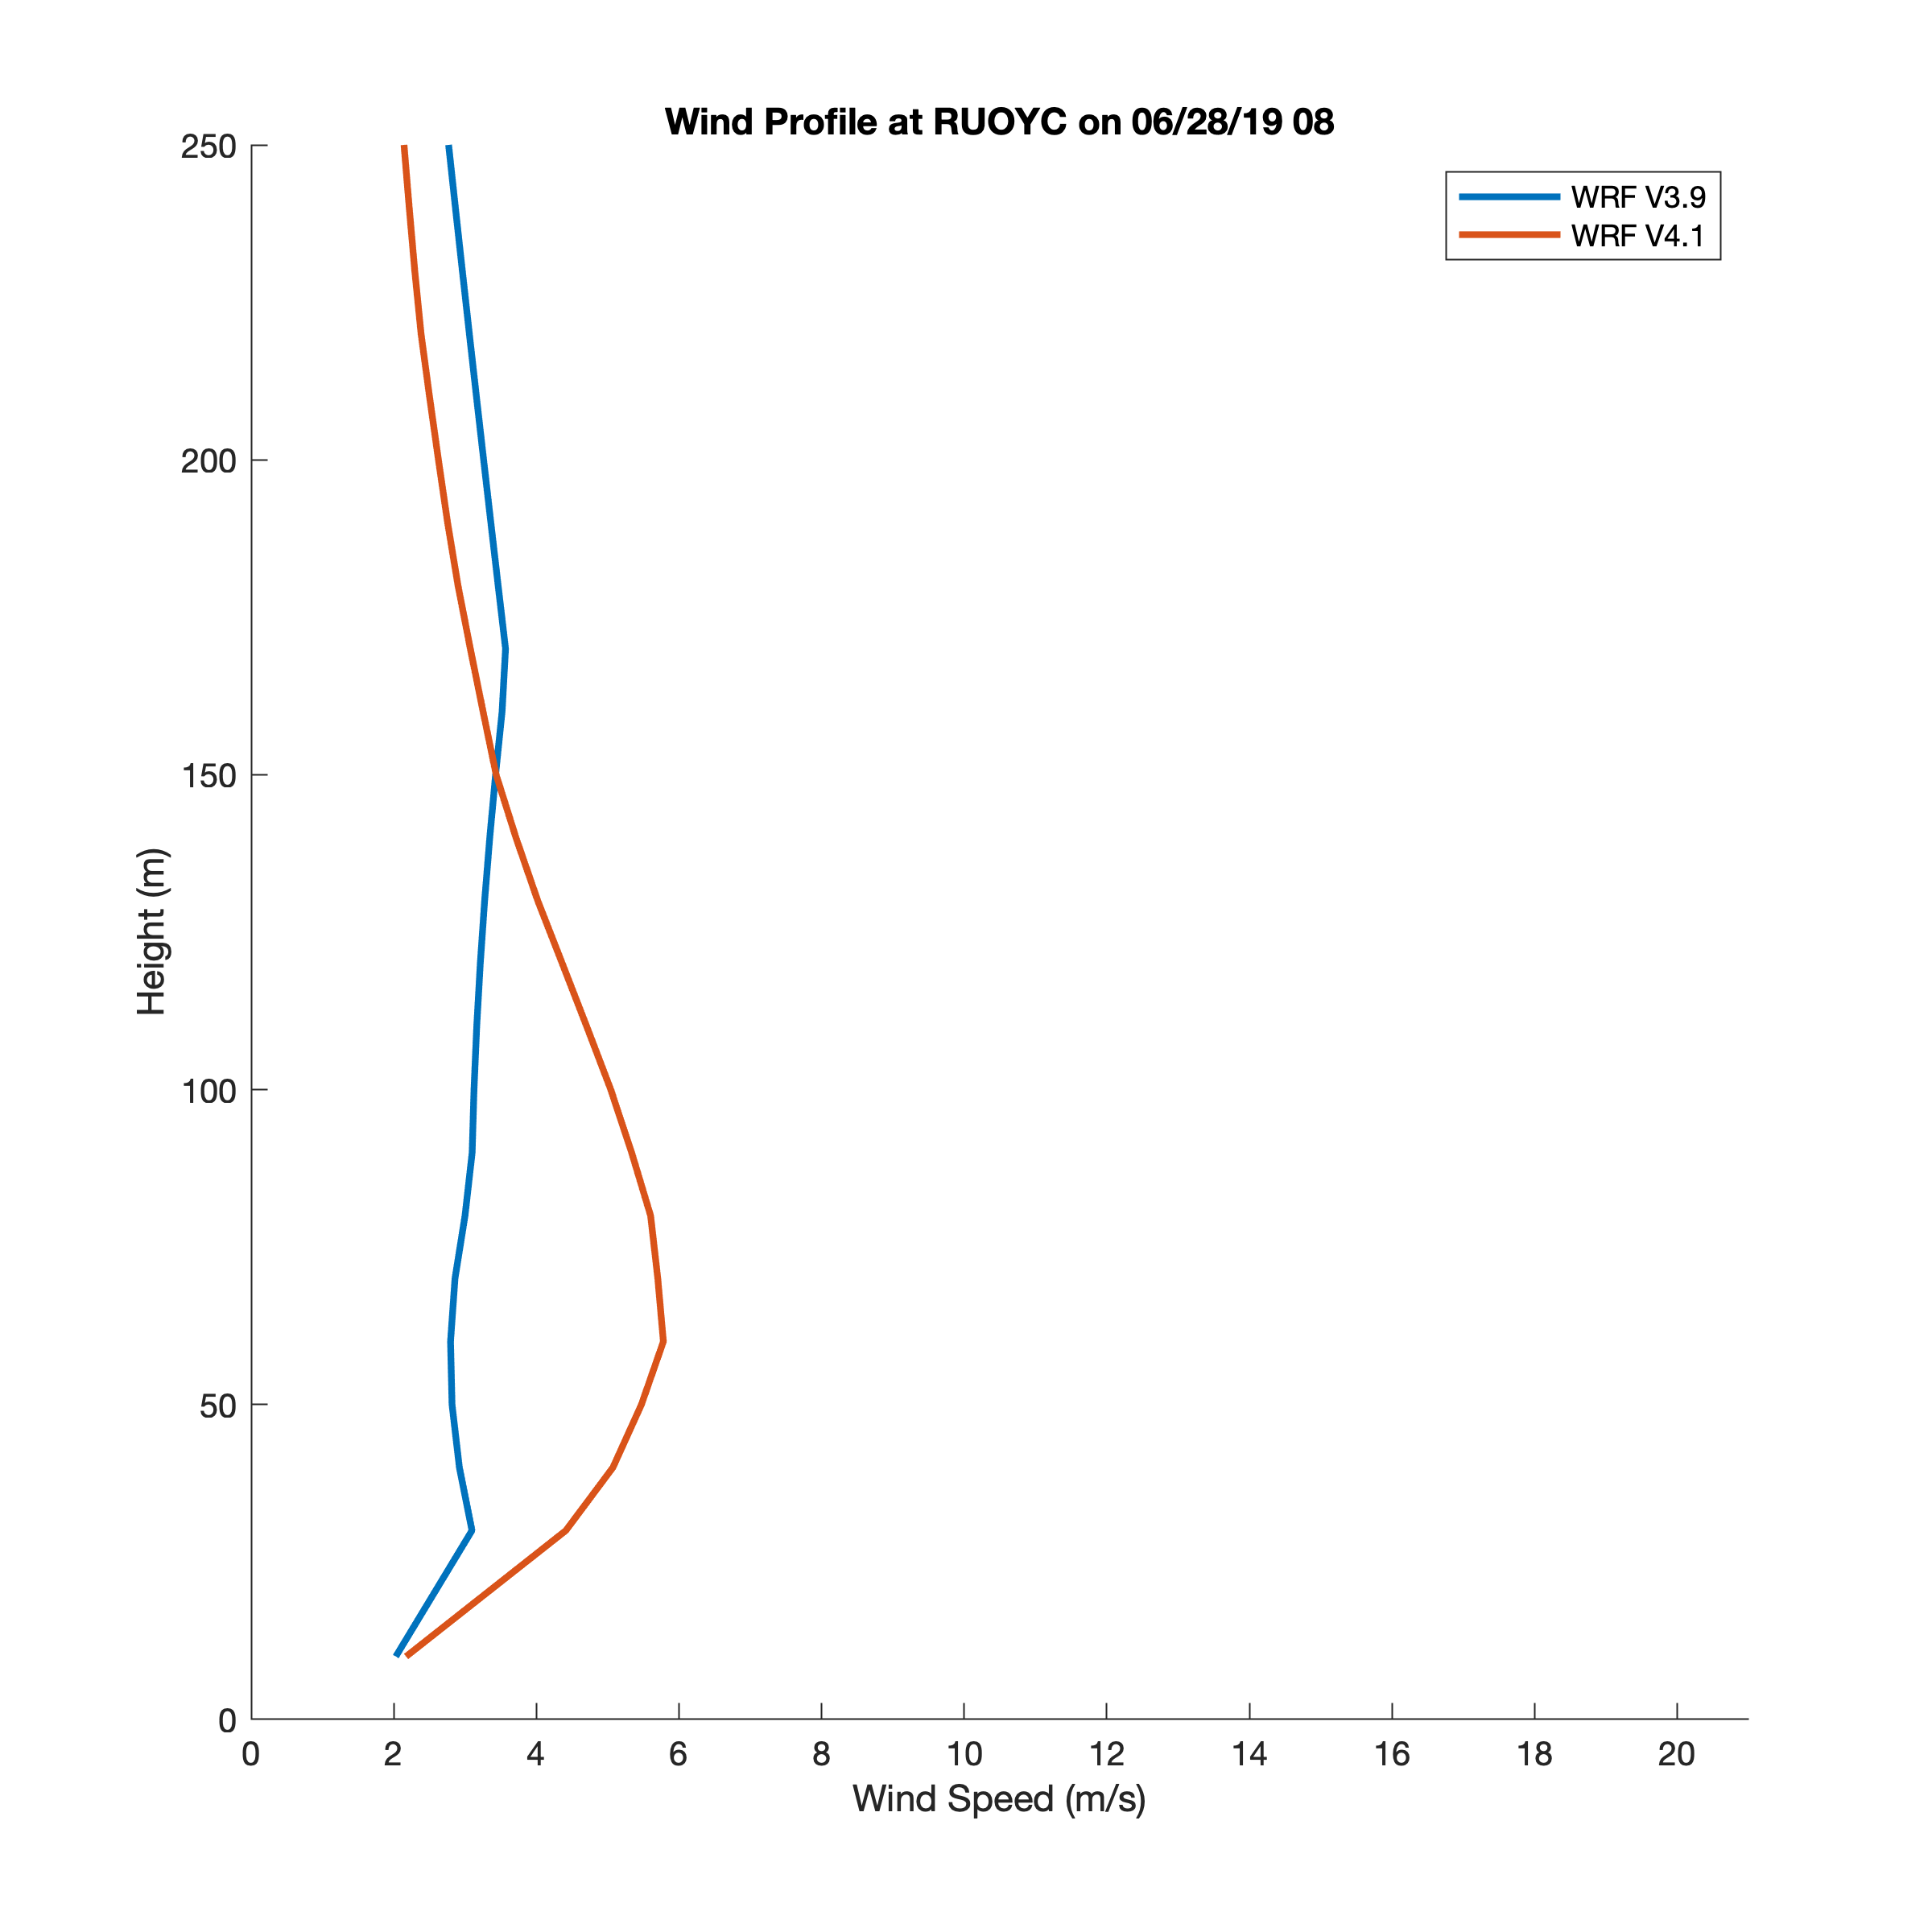 Wind Profile at RUOYC on 06/28/19 08
WRF V3.9
WRF V4.1
250
200
150
100
50
0
Height (m)
0 2 4 6 8 10 12 14 16 18 20
Wind Speed (m/s)